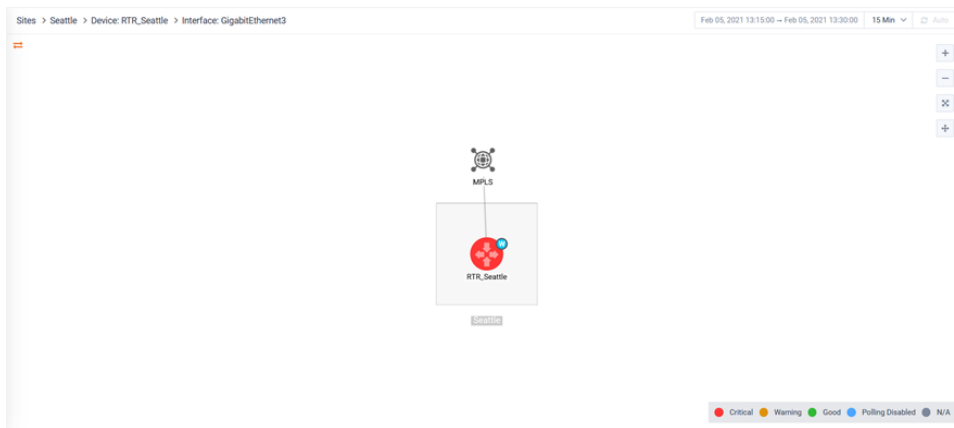 Sites > Seattle > Device: RTR_Seattle > Interface: GigabitEthernet3
Feb 05, 2021 13:15:00 – Feb 05, 2021 13:30:00 15 Min Auto
MPLS
W
RTR_Seattle
Seattle
Critical Warning Good Polling Disabled N/A